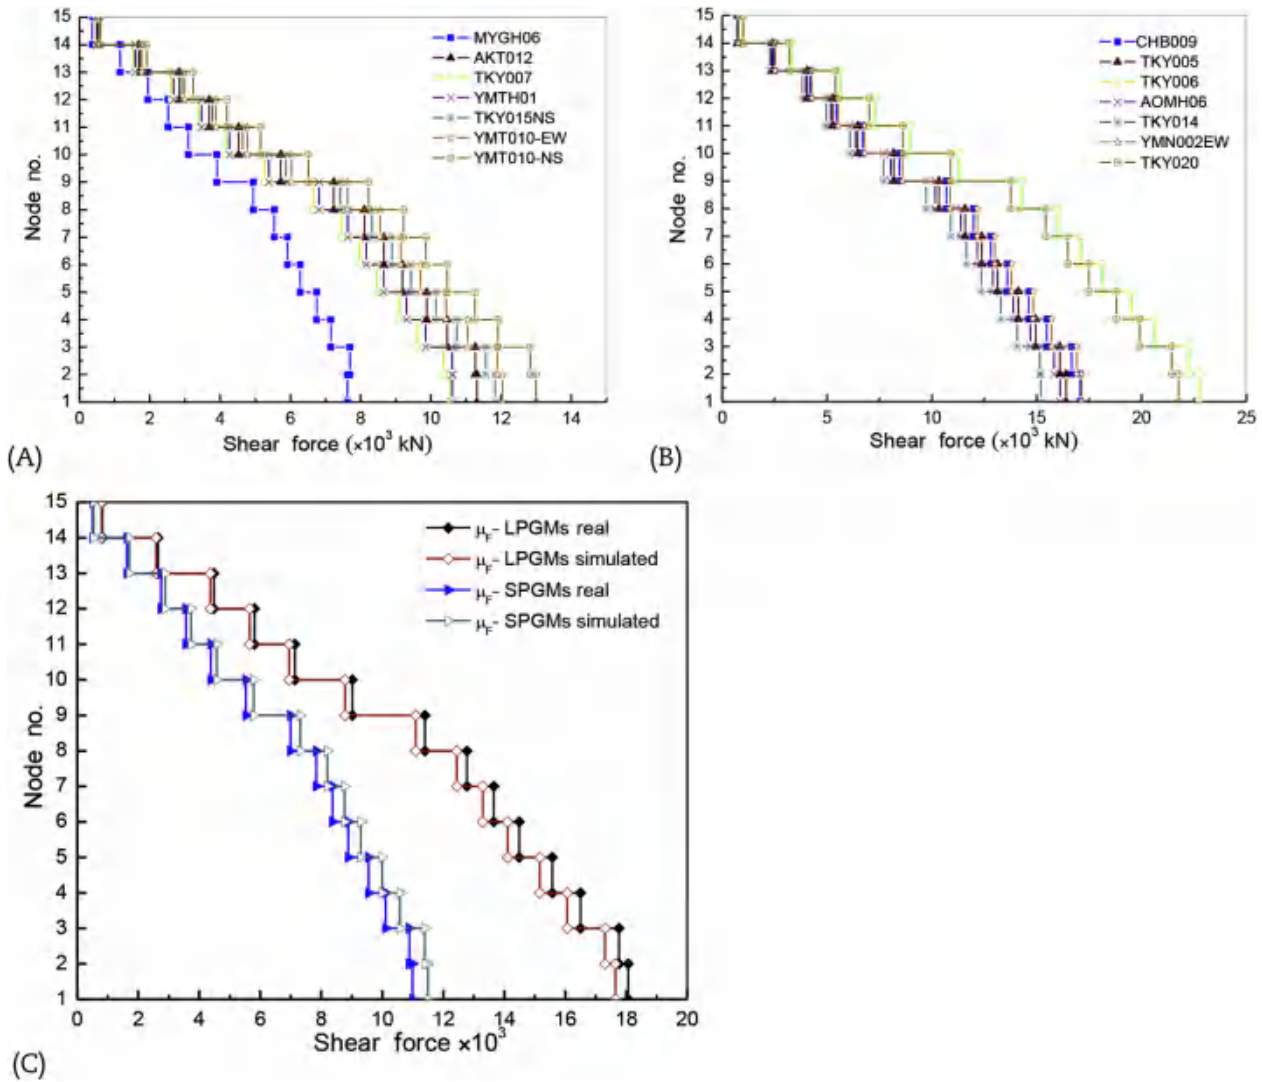 15
14
13
12
11
10
9
8
7
6
5
4
3
2
1
Node no.
MYGH06
AKT012
TKY007
YMTH01
TKY015NS
YMT010-EW
YMT010-NS
0 2 4 6 8 10 12 14
Shear force (×10³ kN)
(A)
15
14
13
12
11
10
9
8
7
6
5
4
3
2
1
Node no.
CHB009
TKY005
TKY006
AOMH06
TKY014
YMN002EW
TKY020
0 5 10 15 20 25
Shear force (×10³ kN)
(B)
15
14
13
12
11
10
9
8
7
6
5
4
3
2
1
Node no.
μF- LPGMs real
μF- LPGMs simulated
μF- SPGMs real
μF- SPGMs simulated
0 2 4 6 8 10 12 14 16 18 20
Shear force ×10³
(C)